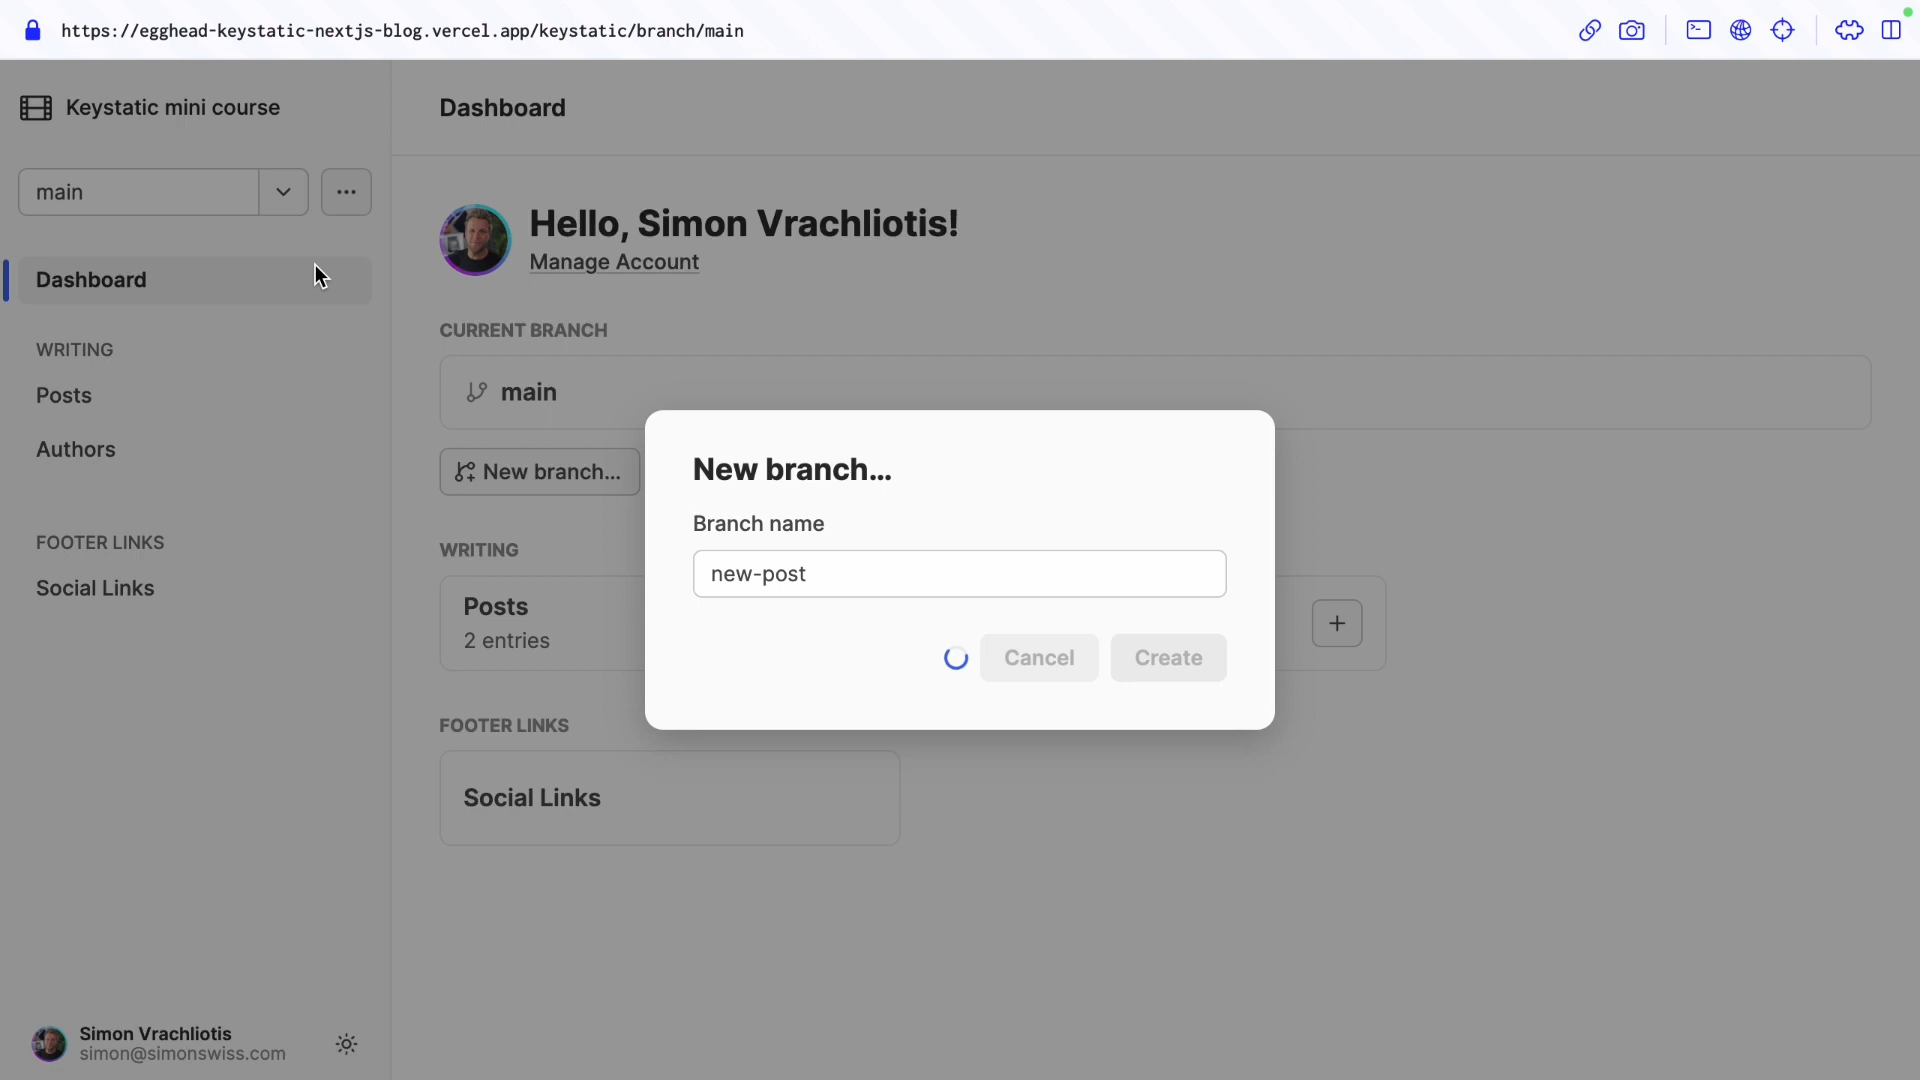 https://egghead-keystatic-nextjs-blog.vercel.app/keystatic/branch/main
Keystatic mini course
main
Dashboard
WRITING
Posts
Authors
FOOTER LINKS
Social Links
Simon Vrachliotis
simon@simonswiss.com
Dashboard
Hello, Simon Vrachliotis!
Manage Account
CURRENT BRANCH
main
New branch...
WRITING
Posts
2 entries
FOOTER LINKS
Social Links
New branch...
Branch name
new-post
Cancel Create